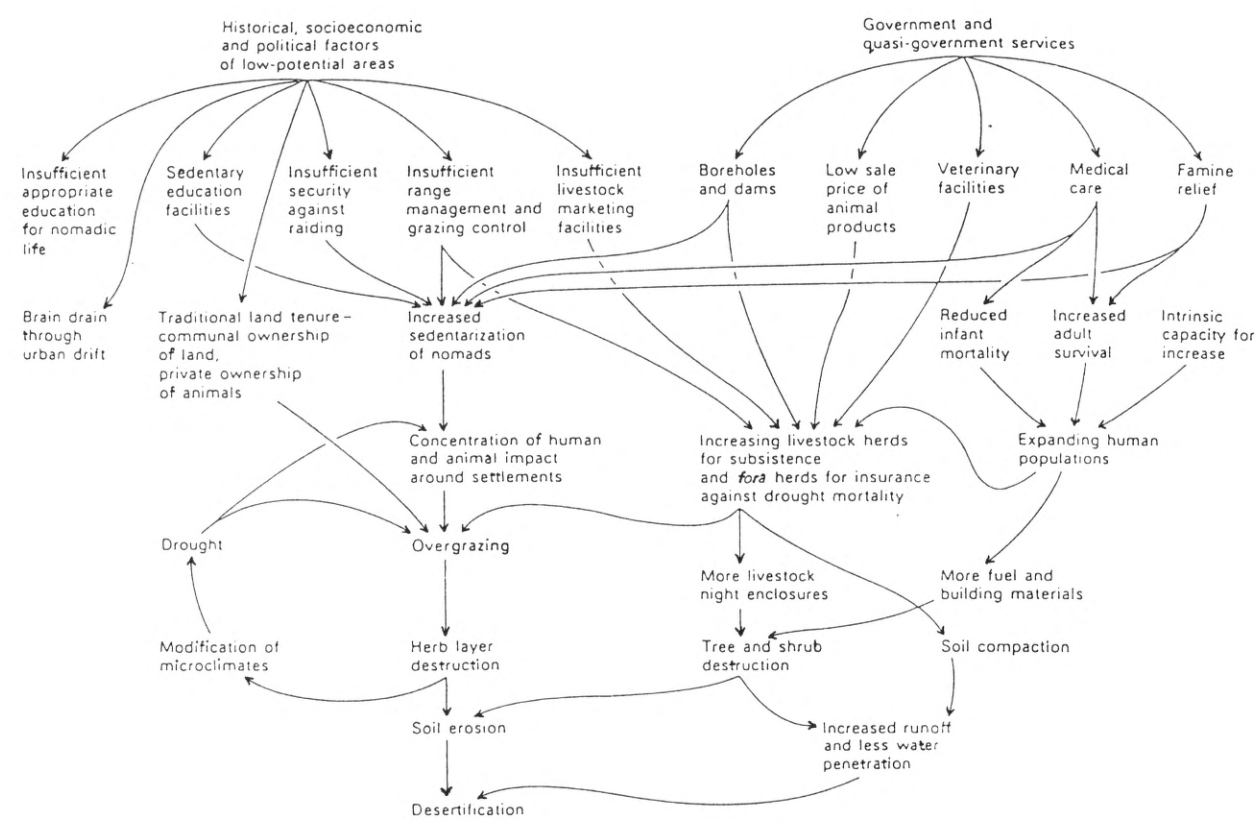 Historical, socioeconomic
and political factors
of low-potential areas
Government and
quasi-government services
Insufficient
appropriate
education
for nomadic
life
Sedentary
education
facilities
Insufficient
security
against
raiding
Insufficient
range
management and
grazing control
Insufficient
livestock
marketing
facilities
Boreholes
and dams
Low sale
price of
animal
products
Veterinary
facilities
Medical
care
Famine
relief
Brain drain
through
urban drift
Traditional land tenure –
communal ownership
of land,
private ownership
of animals
Increased
sedentarization
of nomads
Reduced
infant
mortality
Increased
adult
survival
Intrinsic
capacity for
increase
Concentration of human
and animal impact
around settlements
Increasing livestock herds
for subsistence
and fora herds for insurance
against drought mortality
Expanding human
populations
Drought
Overgrazing
More livestock
night enclosures
More fuel and
building materials
Modification of
microclimates
Herb layer
destruction
Tree and shrub
destruction
Soil compaction
Soil erosion
Increased runoff
and less water
penetration
Desertification